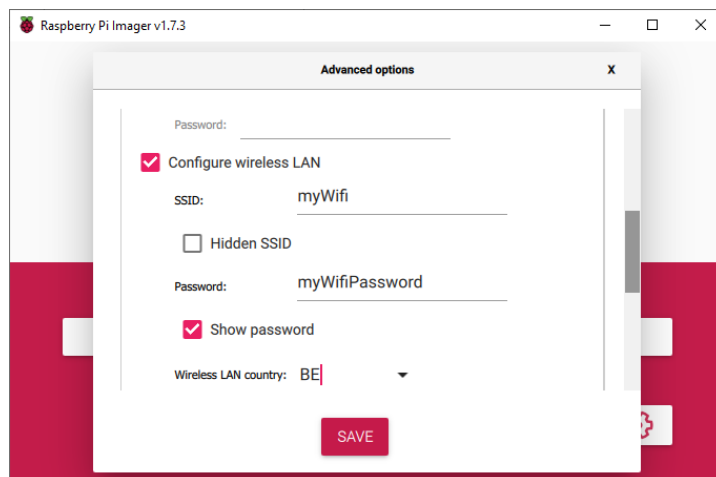 Raspberry Pi Imager v1.7.3
Advanced options
X
Password:
Configure wireless LAN
SSID: myWifi
Hidden SSID
Password: myWifiPassword
Show password
Wireless LAN country: BE
SAVE